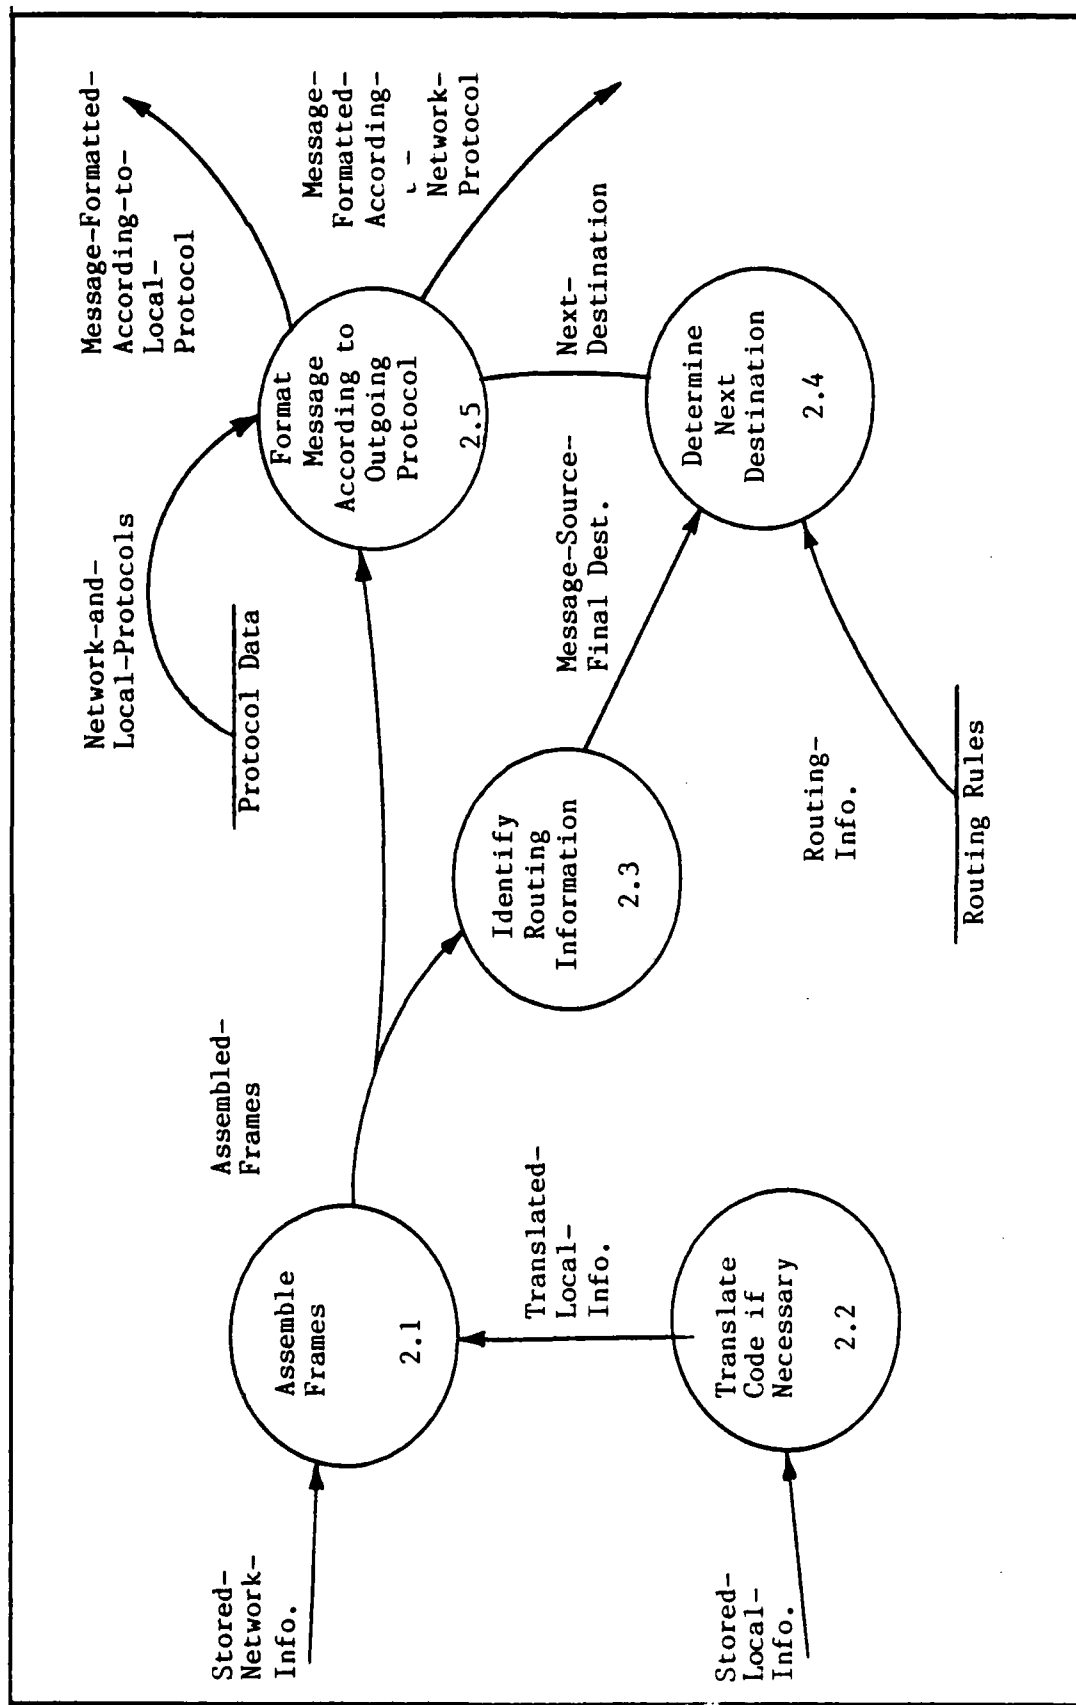 Stored-
Network-
Info.
Assemble
Frames
2.1
Assembled-
Frames
Network-and-
Local-Protocols
Protocol Data
Format
Message
According to
Outgoing
Protocol
2.5
Message-Formatted-
According-to-
Local-
Protocol
Message-
Formatted-
According-
-
Network-
Protocol
Translated-
Local-
Info.
Identify
Routing
Information
2.3
Message-Source-
Final Dest.
Next-
Destination
Stored-
Local-
Info.
Translate
Code if
Necessary
2.2
Routing-
Info.
Routing Rules
Determine
Next
Destination
2.4